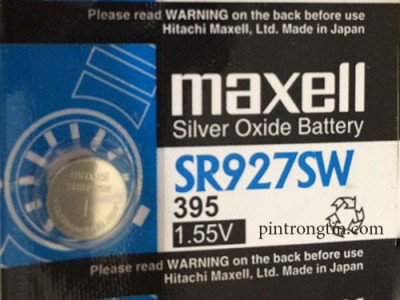 Please read WARNING on the back before use
Hitachi Maxell, Ltd. Made in Japan
maxell
Silver Oxide Battery
SR927SW
395
1.55V
pintrongtin.com
maxell
Please read WARNING on the back before use
Hitachi Maxell, Ltd. Made in Japan